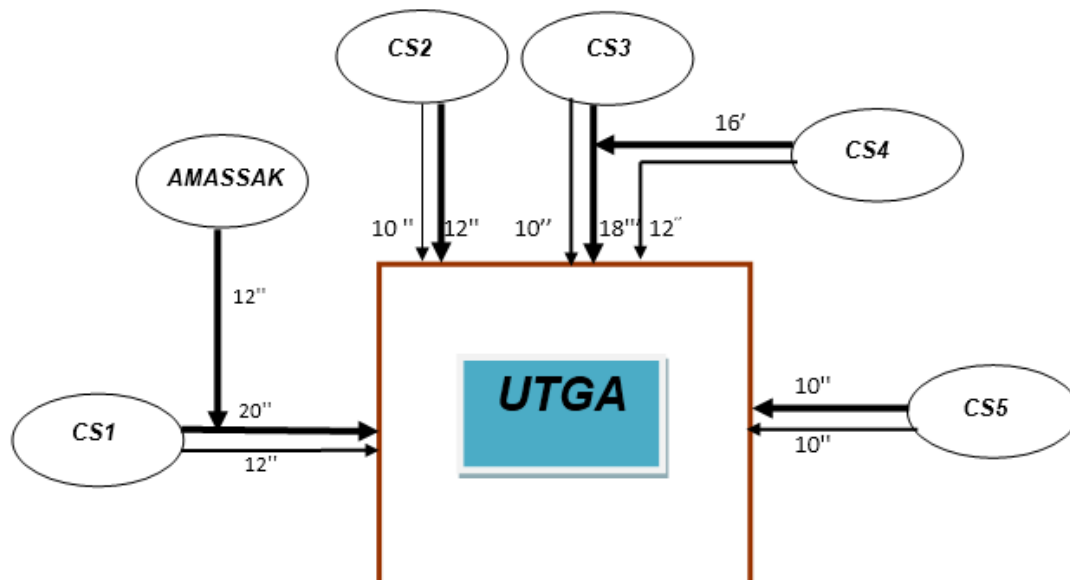 CS2
CS3
16’
CS4
AMASSAK
10 "
12"
10’’
18"’
12˝
12"
UTGA
10"
CS5
20"
CS1
10"
12"